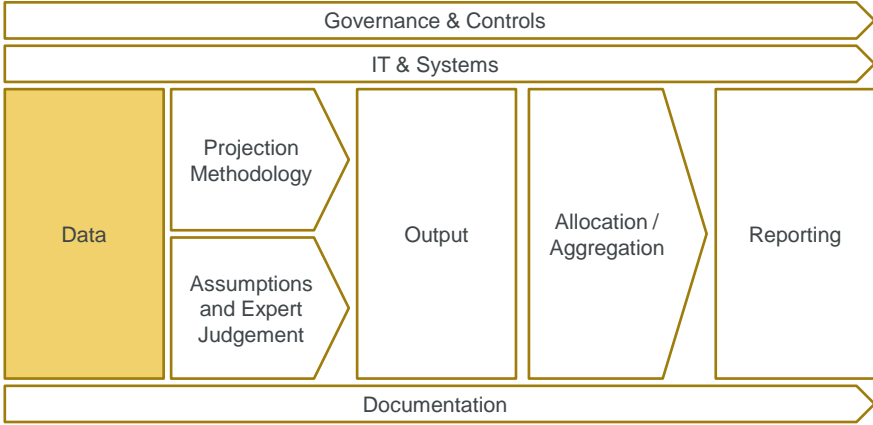 Governance & Controls
IT & Systems
Data
Projection
Methodology
Assumptions
and Expert
Judgement
Output
Allocation /
Aggregation
Reporting
Documentation